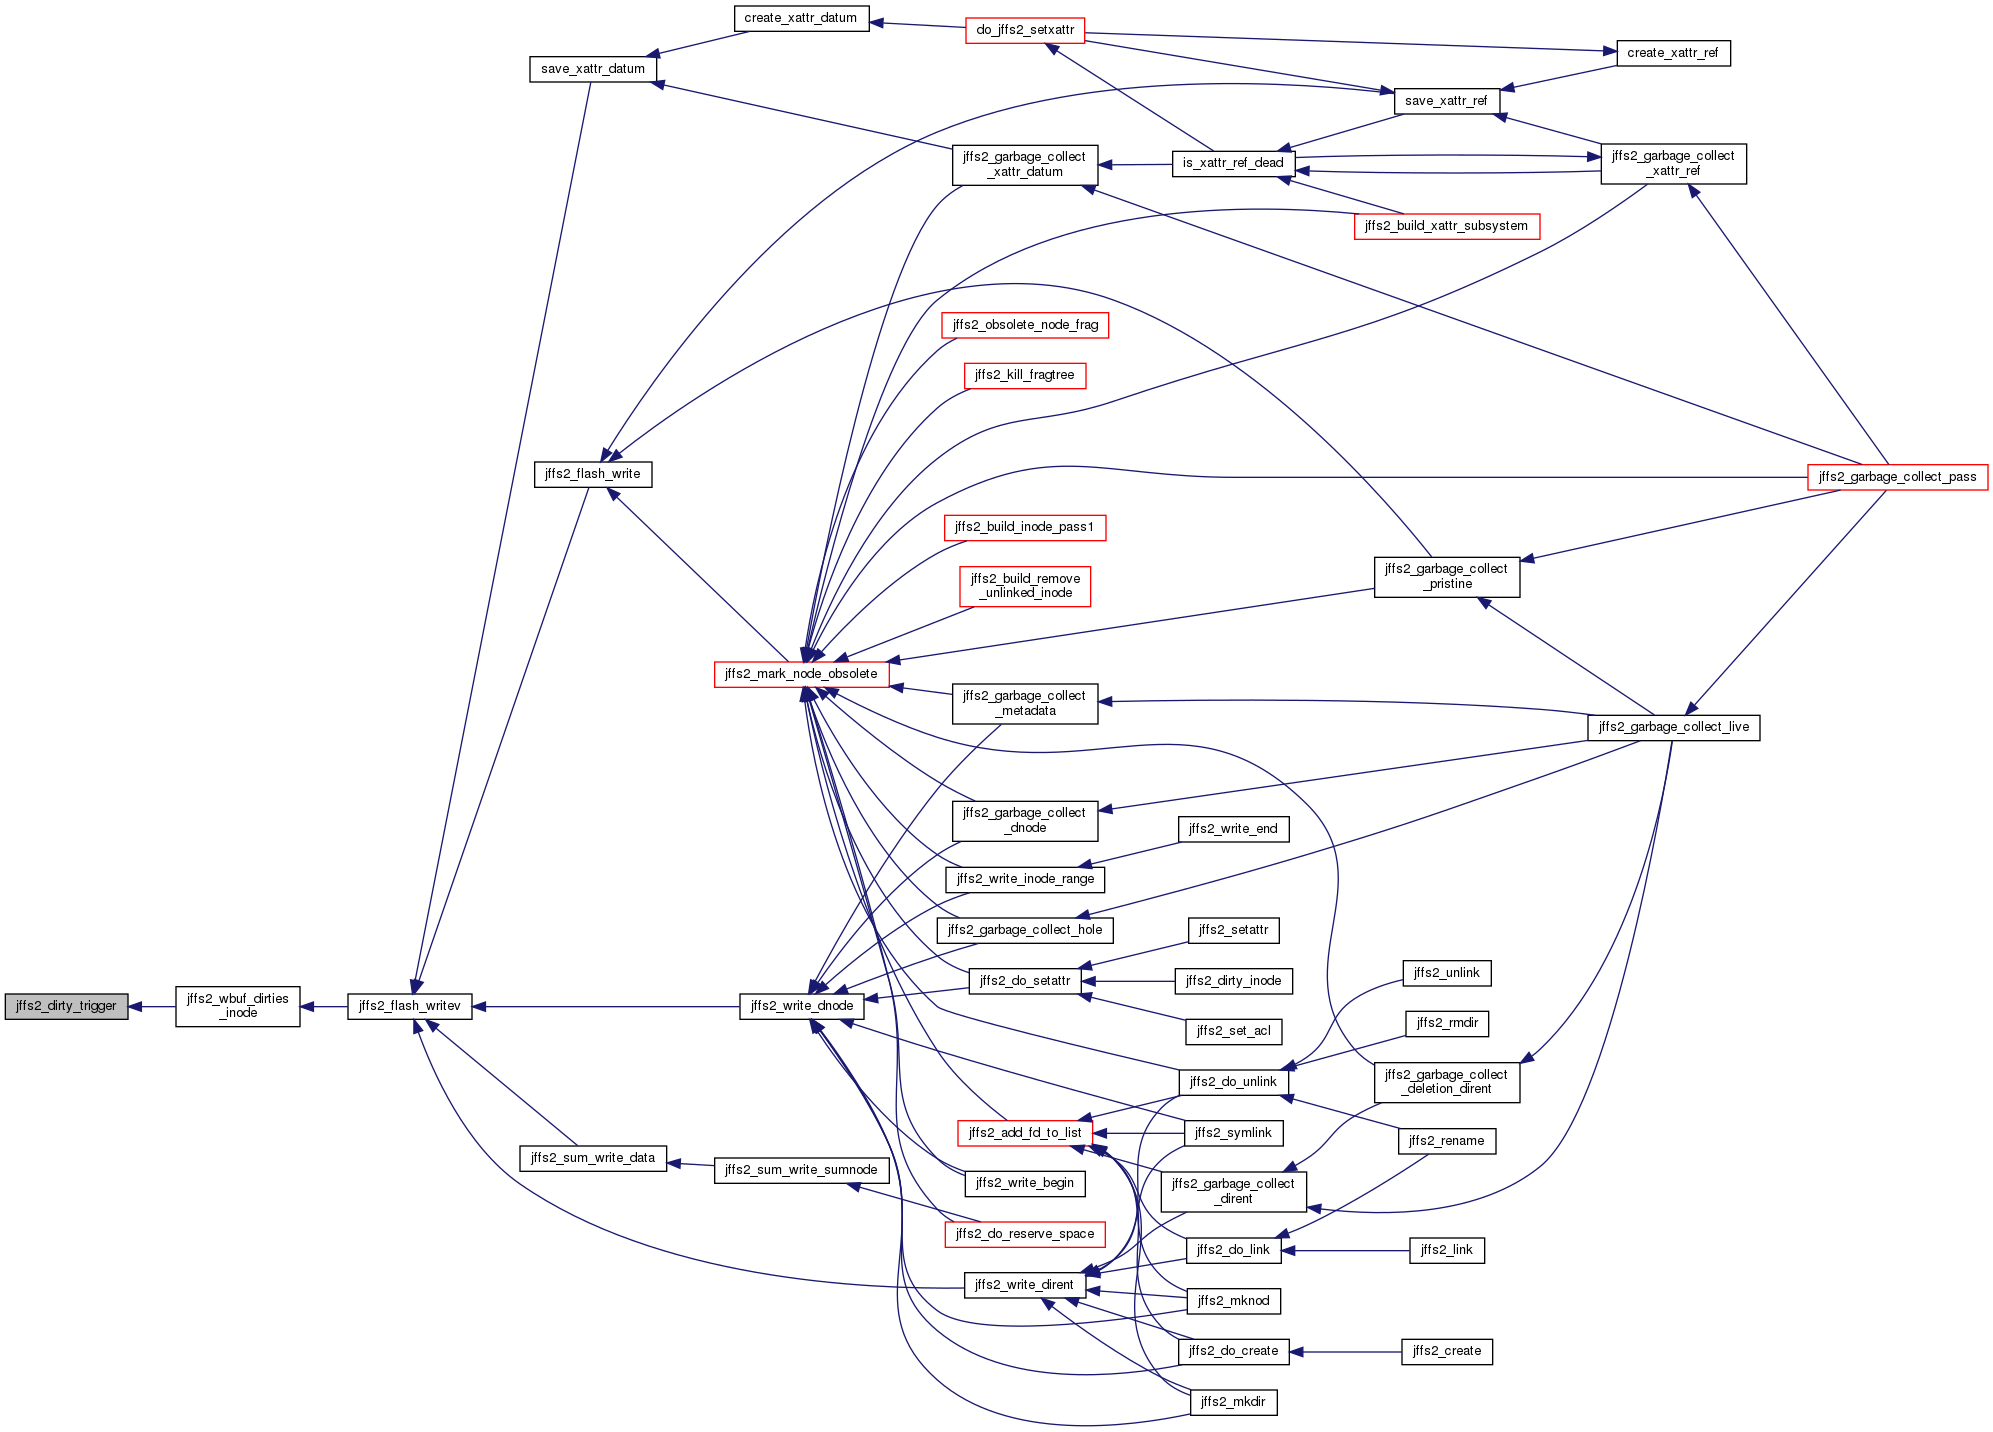 create_xattr_datum
do_jffs2_setxattr
create_xattr_ref
save_xattr_datum
save_xattr_ref
jffs2_garbage_collect
_xattr_datum
is_xattr_ref_dead
jffs2_garbage_collect
_xattr_ref
jffs2_build_xattr_subsystem
jffs2_obsolete_node_frag
jffs2_kill_fragtree
jffs2_flash_write
jffs2_garbage_collect_pass
jffs2_build_inode_pass1
jffs2_build_remove
_unlinked_inode
jffs2_garbage_collect
_pristine
jffs2_mark_node_obsolete
jffs2_garbage_collect
_metadata
jffs2_garbage_collect_live
jffs2_garbage_collect
_dnode
jffs2_write_end
jffs2_write_inode_range
jffs2_garbage_collect_hole
jffs2_setattr
jffs2_do_setattr
jffs2_dirty_inode
jffs2_unlink
jffs2_dirty_trigger
jffs2_wbuf_dirties
_inode
jffs2_flash_writev
jffs2_write_dnode
jffs2_set_acl
jffs2_rmdir
jffs2_do_unlink
jffs2_garbage_collect
_deletion_dirent
jffs2_add_fd_to_list
jffs2_symlink
jffs2_rename
jffs2_sum_write_data
jffs2_sum_write_sumnode
jffs2_write_begin
jffs2_garbage_collect
_dirent
jffs2_do_reserve_space
jffs2_do_link
jffs2_link
jffs2_write_dirent
jffs2_mknod
jffs2_do_create
jffs2_create
jffs2_mkdir